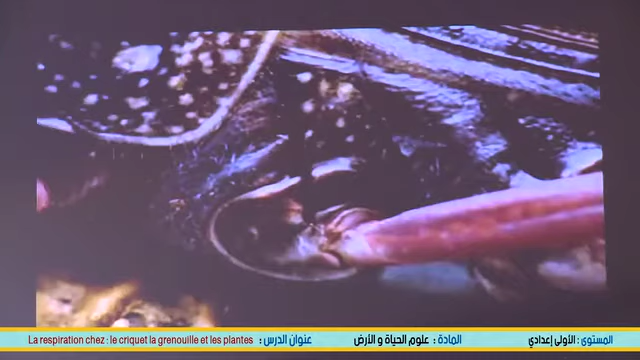 المستوى : الأولى إعدادي المادة : علوم الحياة و الأرض عنوان الدرس : La respiration chez : le criquet la grenouille et les plantes